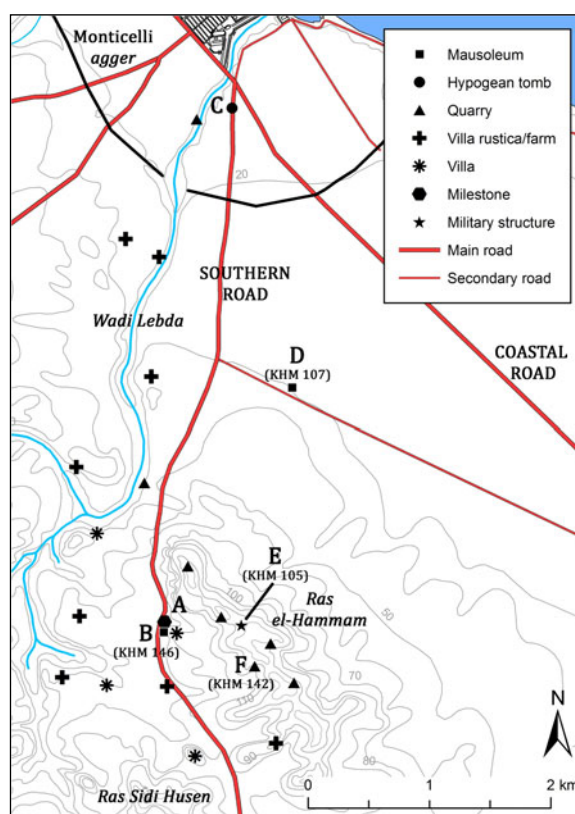 Monticelli
agger
C
20
Mausoleum
Hypogean tomb
Quarry
Villa rustica/farm
Villa
Milestone
Military structure
Main road
Secondary road
SOUTHERN
ROAD
Wadi Lebda
COASTAL
ROAD
D
(KHM 107)
E
(KHM 105)
100
50
Ras
el-Hammam
A
B
(KHM 146)
F
(KHM 142)
70
110
90
80
N
0 1 2 km
Ras Sidi Husen